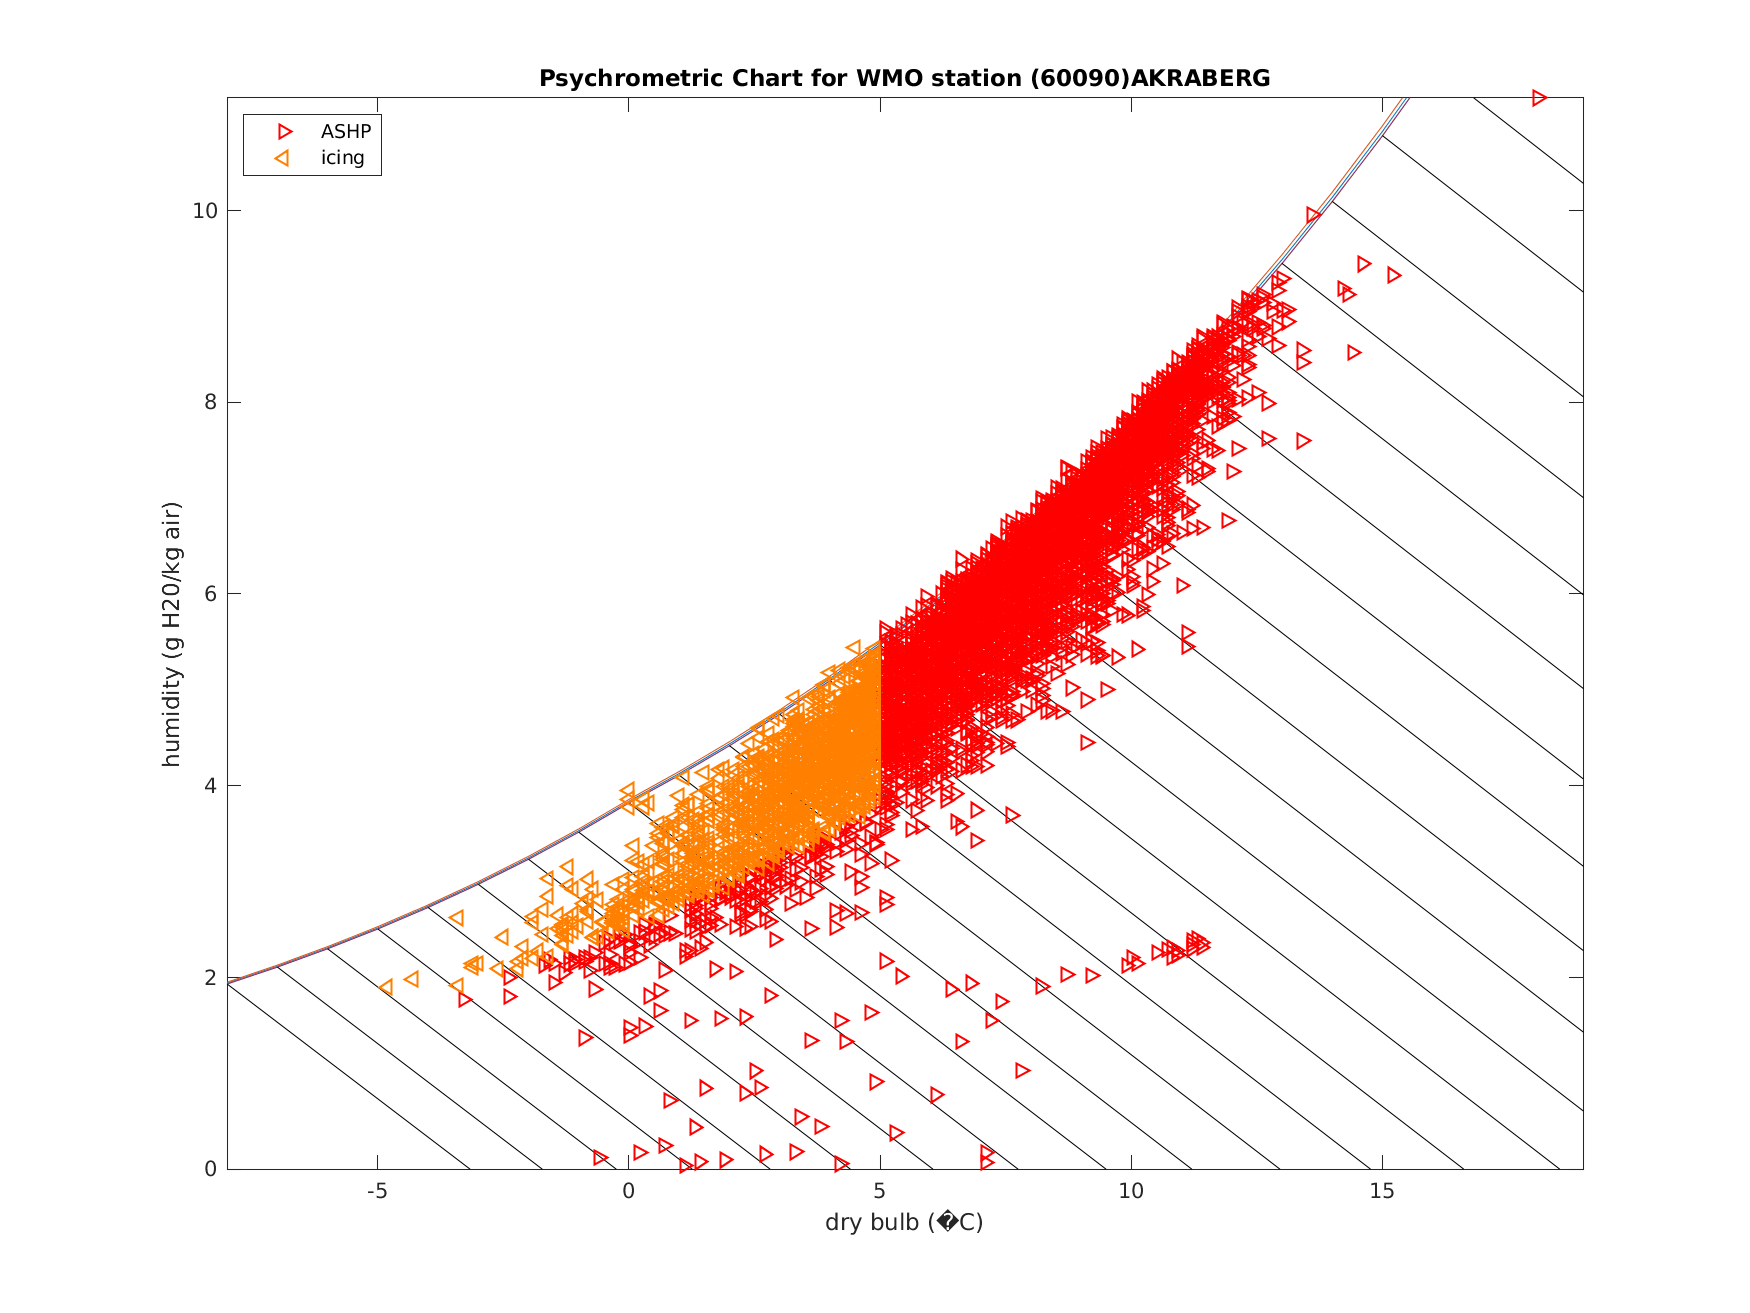 Psychrometric Chart for WMO station (60090)AKRABERG
ASHP
icing
10
8
6
4
2
0
humidity (g H20/kg air)
-5 0 5 10 15
dry bulb (�C)